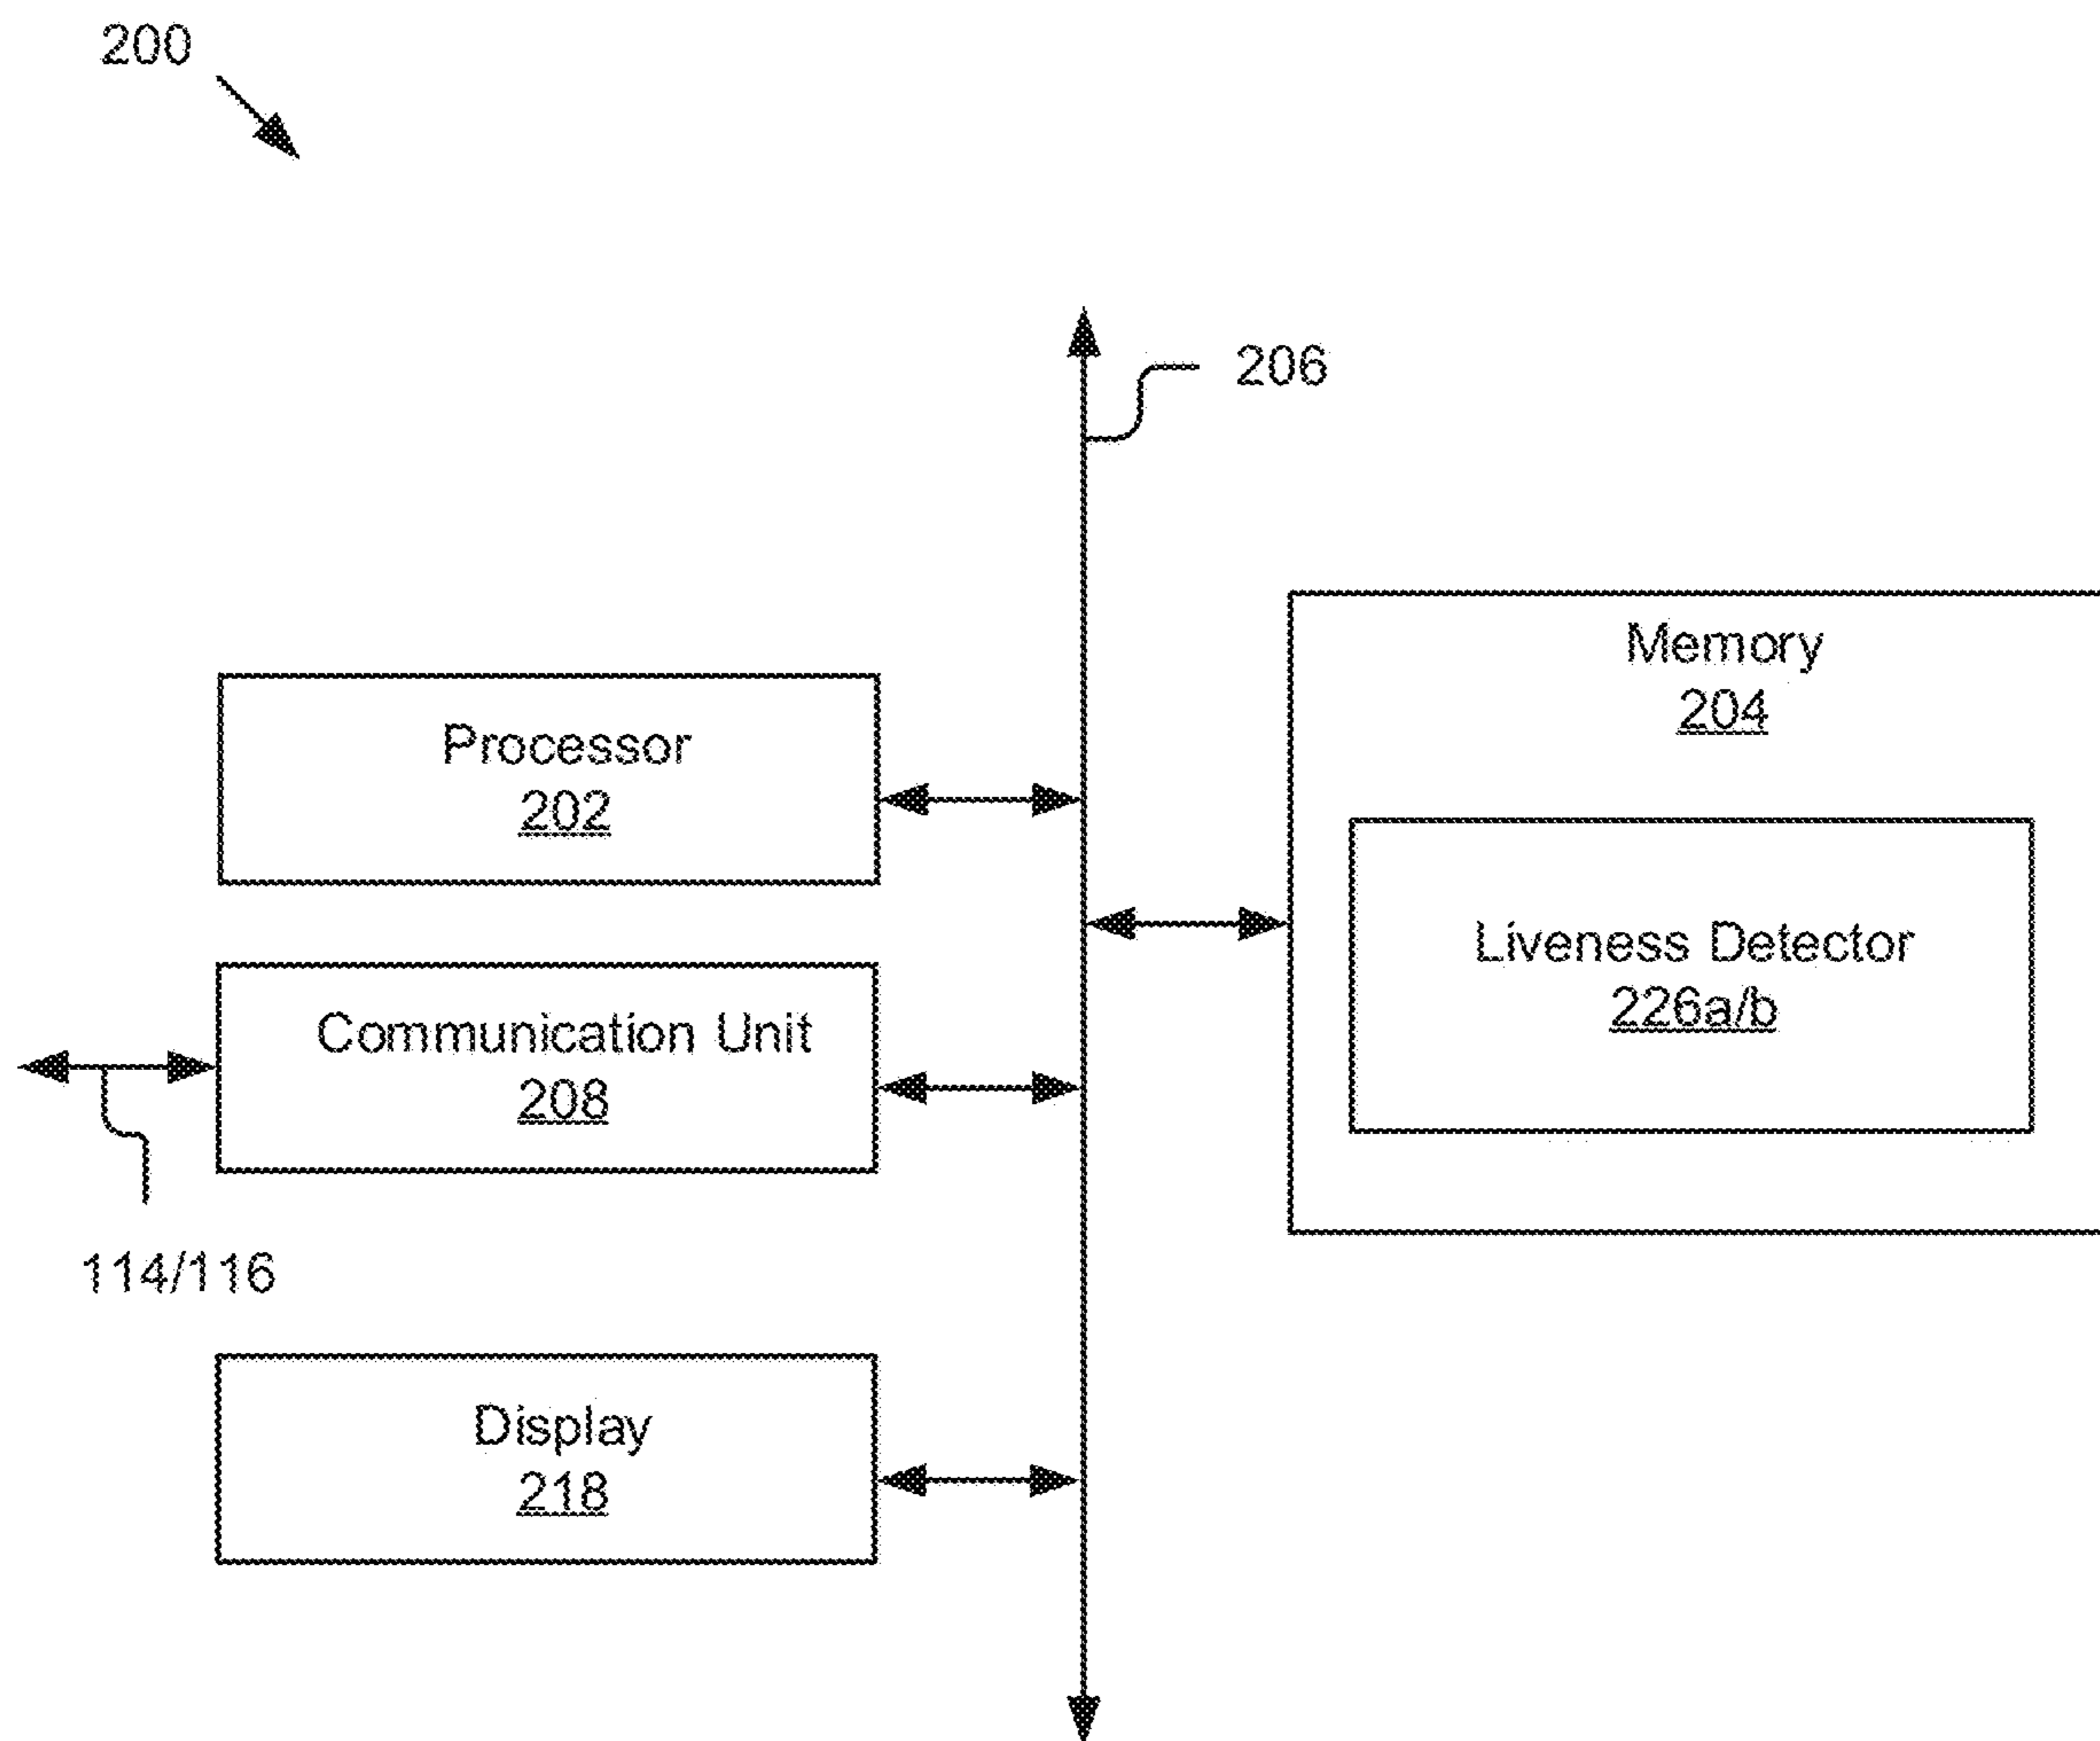 200
206
Memory
204
Processor
202
Liveness Detector
226a/b
Communication Unit
208
114/116
Display
218